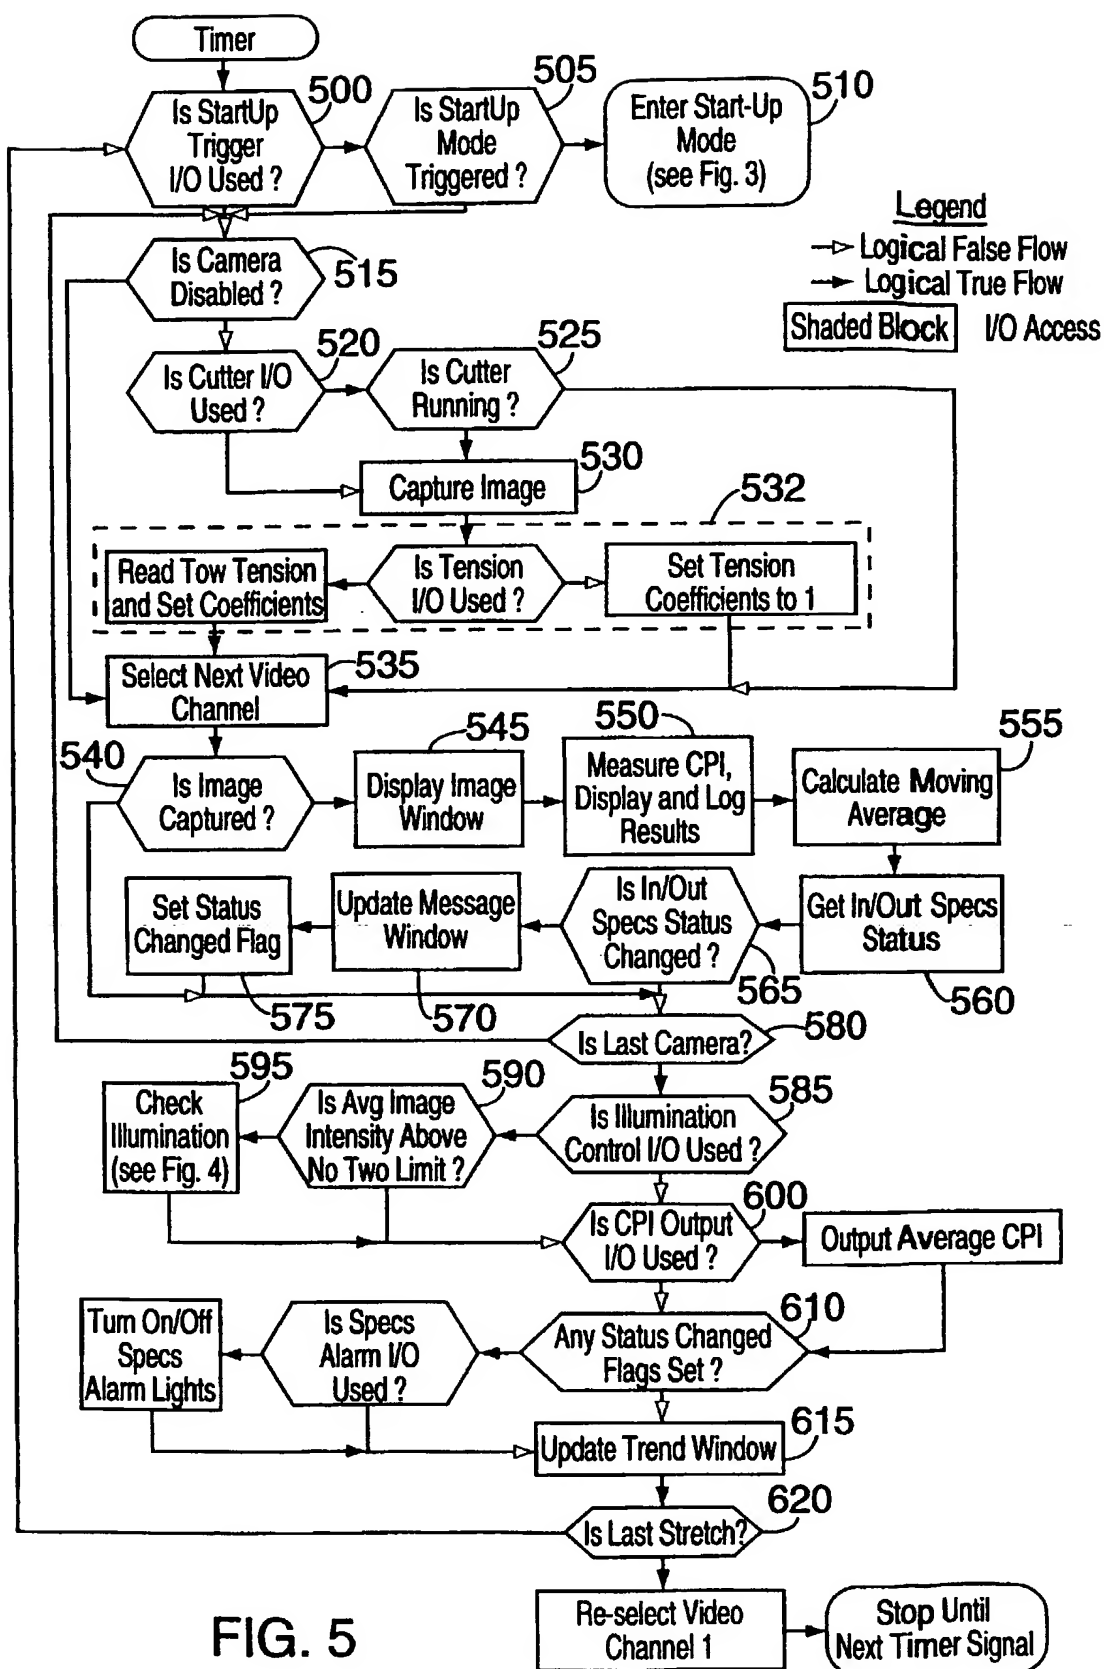 Timer
500
505
510
Is StartUp
Trigger
I/O Used ?
Is StartUp
Mode
Triggered ?
Enter Start-Up
Mode
(see Fig. 3)
Legend
Logical False Flow
Logical True Flow
Shaded Block
I/O Access
Is Camera
Disabled ?
515
520
525
Is Cutter I/O
Used ?
Is Cutter
Running ?
530
Capture Image
532
Read Tow Tension
and Set Coefficients
Is Tension
I/O Used ?
Set Tension
Coefficients to 1
535
Select Next Video
Channel
540
545
550
555
Is Image
Captured ?
Display Image
Window
Measure CPI,
Display and Log
Results
Calculate Moving
Average
Set Status
Changed Flag
Update Message
Window
Is In/Out
Specs Status
Changed ?
Get In/Out Specs
Status
575
570
565
560
Is Last Camera?
580
595
590
585
Check
Illumination
(see Fig. 4)
Is Avg Image
Intensity Above
No Two Limit ?
Is Illumination
Control I/O Used ?
600
Is CPI Output
I/O Used ?
Output Average CPI
610
Turn On/Off
Specs
Alarm Lights
Is Specs
Alarm I/O
Used ?
Any Status Changed
Flags Set ?
615
Update Trend Window
620
Is Last Stretch?
Re-select Video
Channel 1
Stop Until
Next Timer Signal
FIG. 5